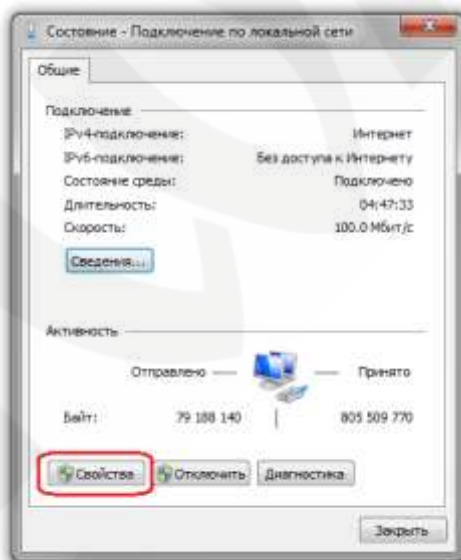 Состояние - Подключение по локальной сети
Общие
Подключение
IPv4-подключение: Интернет
IPv6-подключение: Без доступа к Интернету
Состояние среды: Подключено
Длительность: 04:47:33
Скорость: 100.0 Мбит/с
Сведения...
Активность
Отправлено — Принято
Байт: 79 188 140 | 805 509 770
Свойства Отключить Диагностика
Закрыть